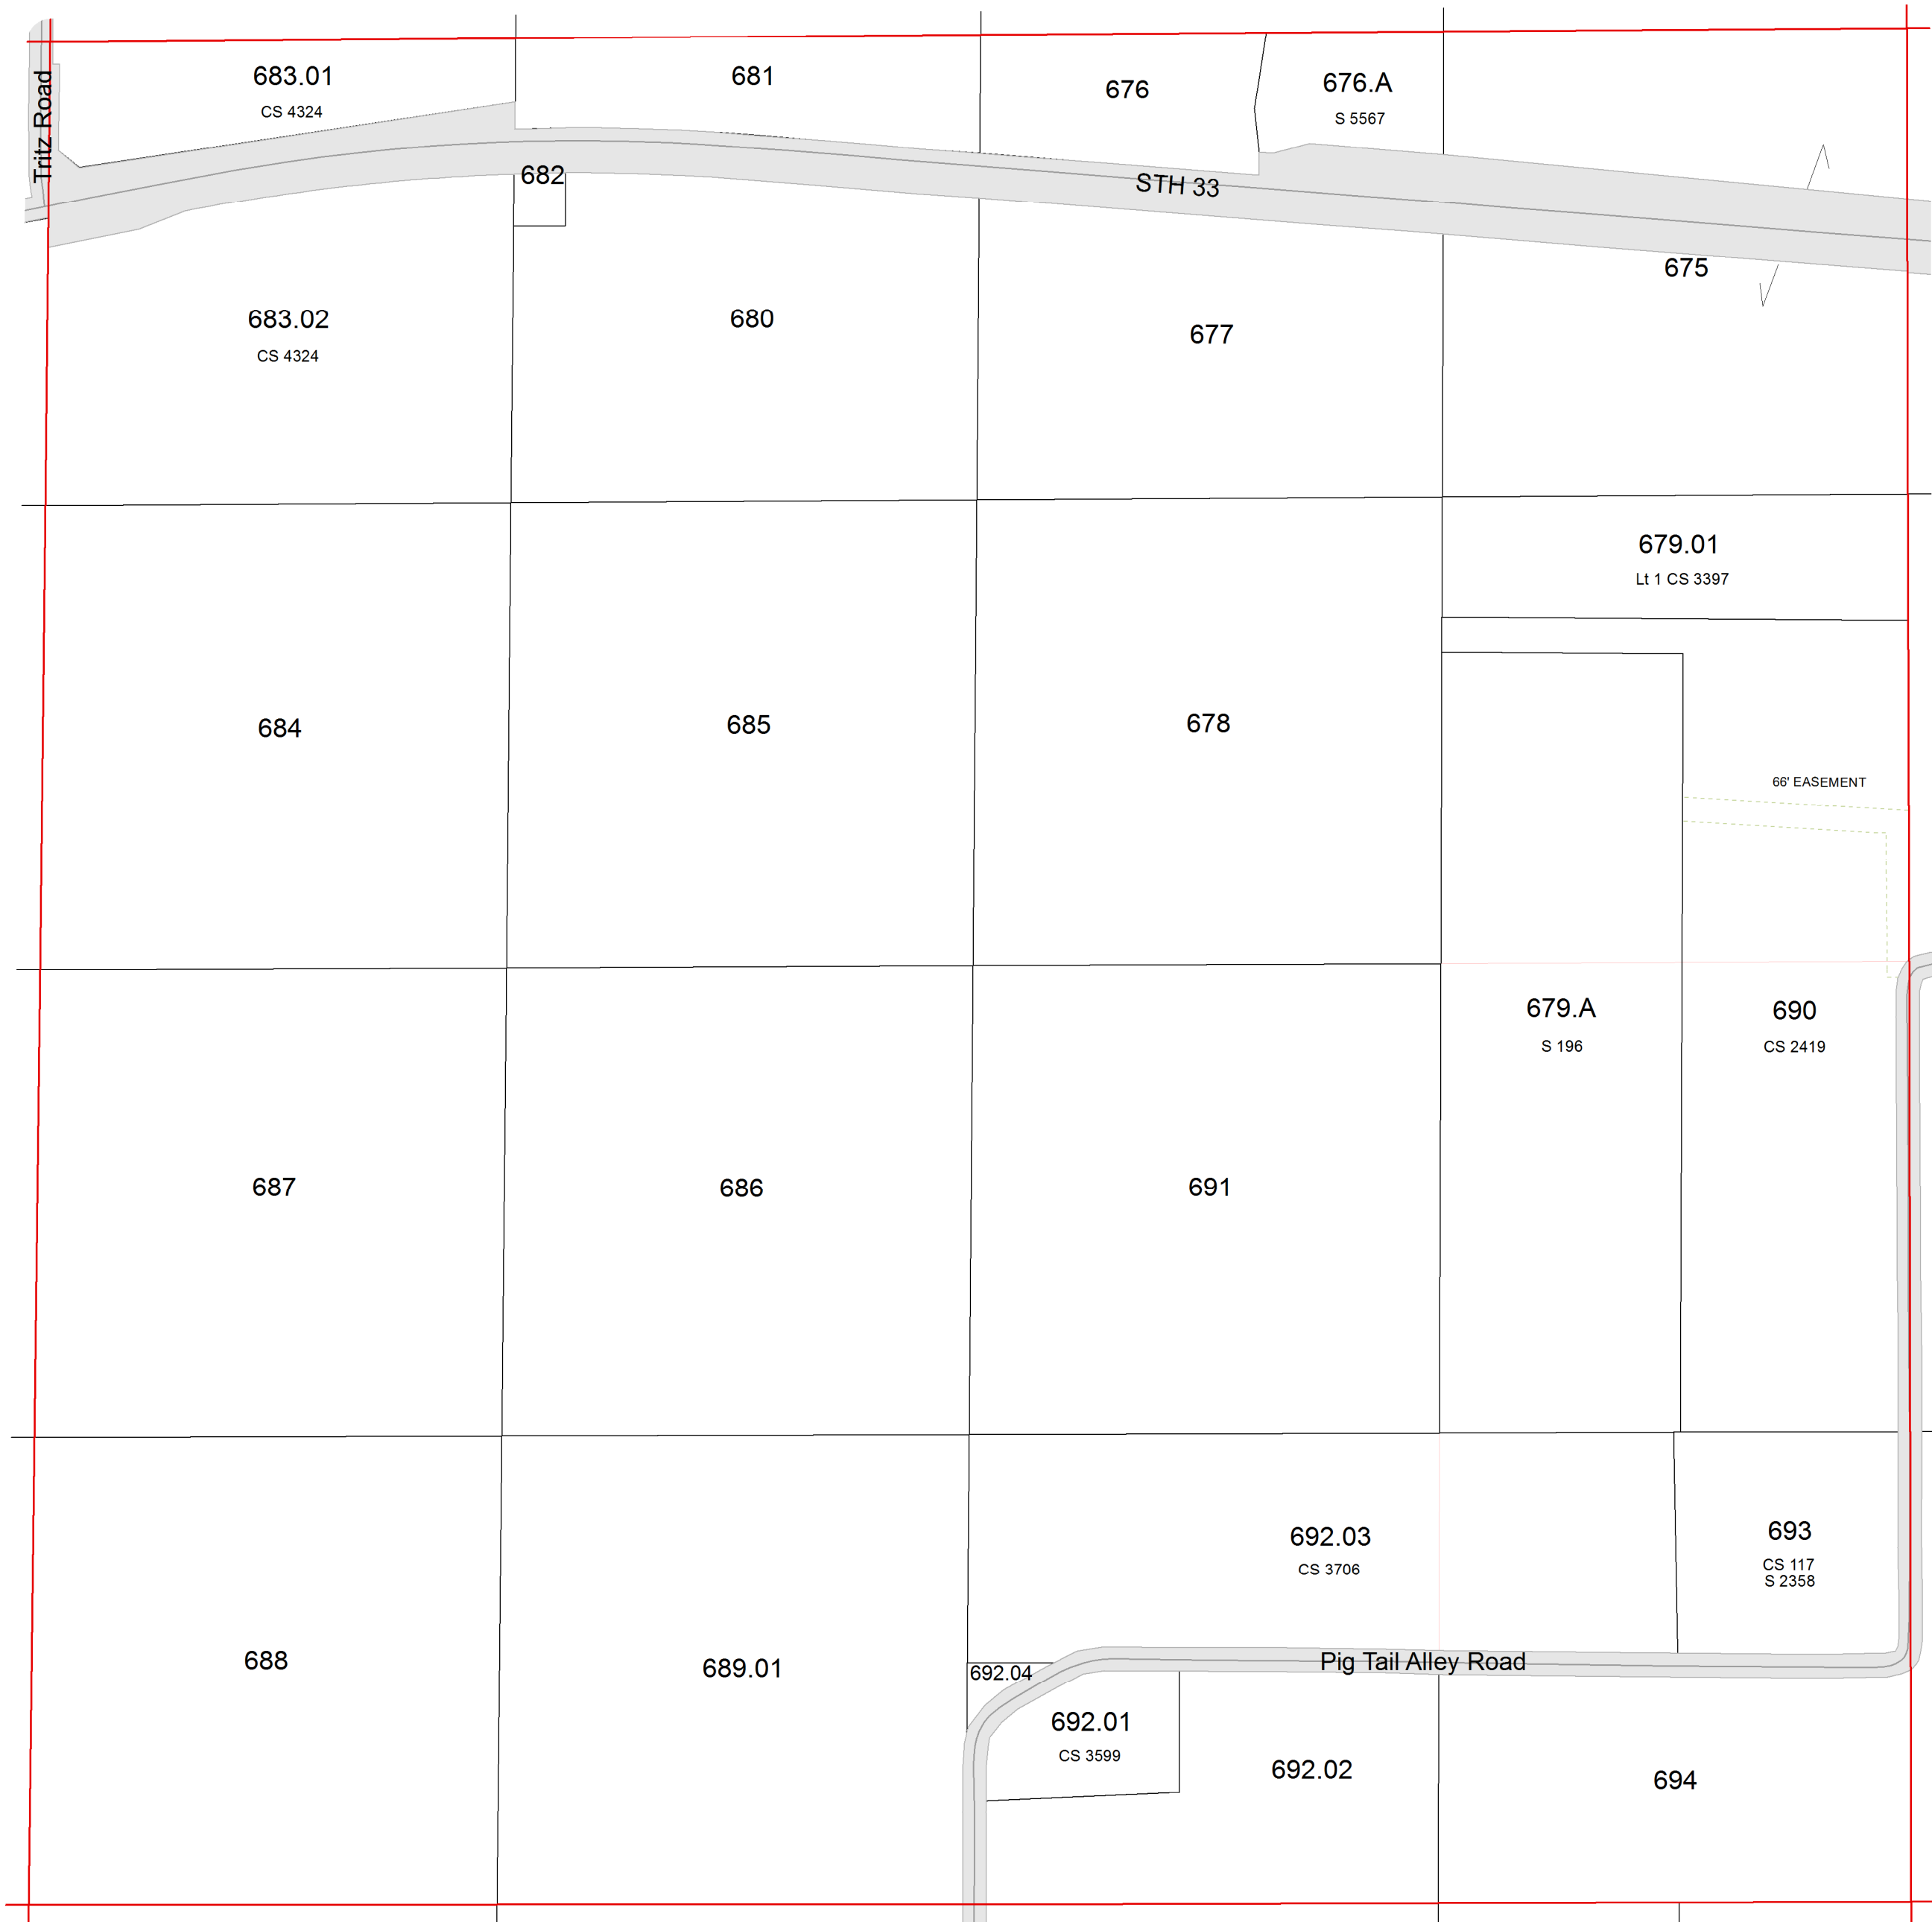 683.01
CS 4324
681
676
676.A
S 5567
Tritz Road
682
STH 33
675
683.02
CS 4324
680
677
679.01
Lt 1 CS 3397
684
685
678
66' EASEMENT
679.A
S 196
690
CS 2419
687
686
691
692.03
CS 3706
693
CS 117
S 2358
688
689.01
692.04
Pig Tail Alley Road
692.01
CS 3599
692.02
694